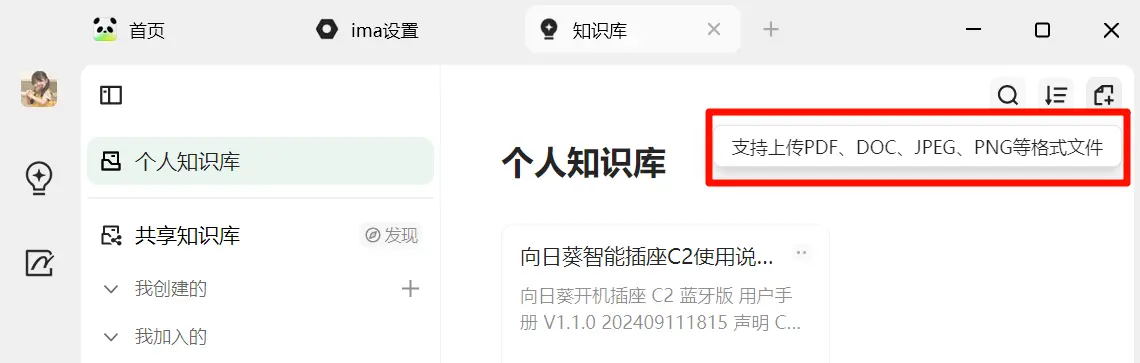 首页
ima设置
知识库
个人知识库
支持上传PDF、DOC、JPEG、PNG等格式文件
个人知识库
共享知识库
发现
我创建的
我加入的
向日葵智能插座C2使用说...
向日葵开机插座 C2 蓝牙版 用户手
册 V1.1.0 202409111815 声明 C...